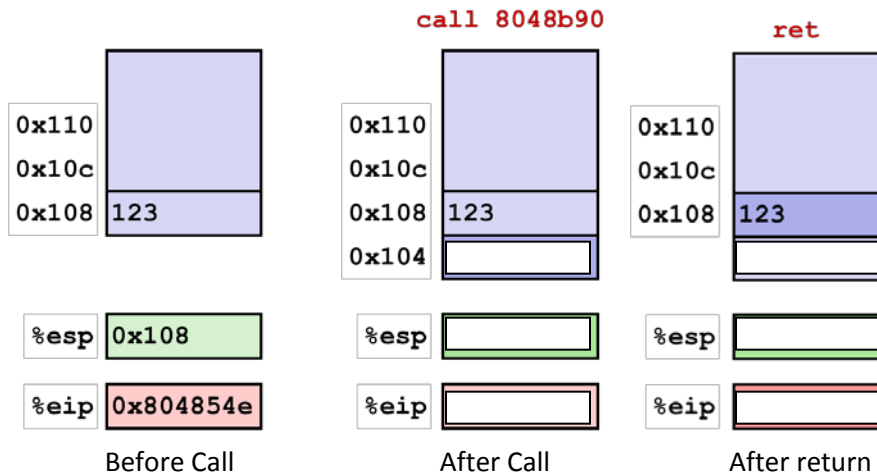 call 8048b90
ret
0x110
0x10c
0x108 123
%esp 0x108
%eip 0x804854e
Before Call
0x110
0x10c
0x108 123
0x104
%esp
%eip
After Call
0x110
0x10c
0x108 123
%esp
%eip
After return